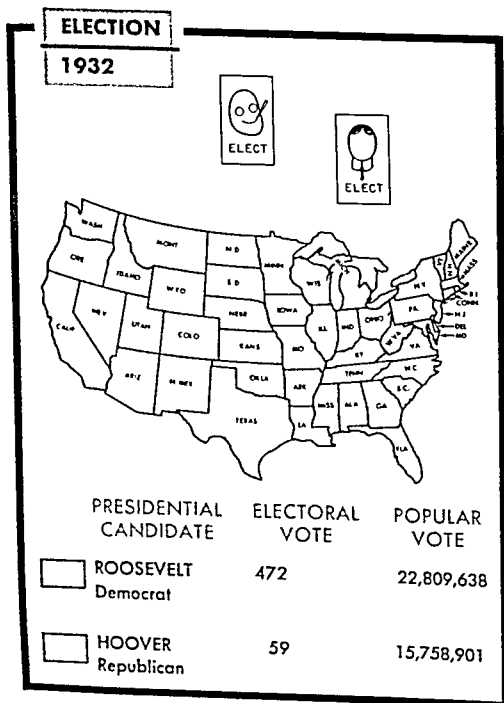 ELECTION
1932
ELECT
ELECT
WASH
ORE
CALIF
NEV
IDAHO
MONT
WYO
UTAH
COLO
ARIZ
N MEX
N D
S D
NEBR
KANS
OKLA
TEXAS
MINN
IOWA
MO
ARK
LA
WIS
ILL
IND
OHIO
KY
TENN
MISS
ALA
GA
FLA
S.C.
N C
VA
W VA
PA.
N Y
VT
N H
MAINE
MASS
R I
CONN.
N J
DEL
MD
PRESIDENTIAL CANDIDATE
ELECTORAL VOTE
POPULAR VOTE
ROOSEVELT 472 22,809,638
Democrat
HOOVER 59 15,758,901
Republican